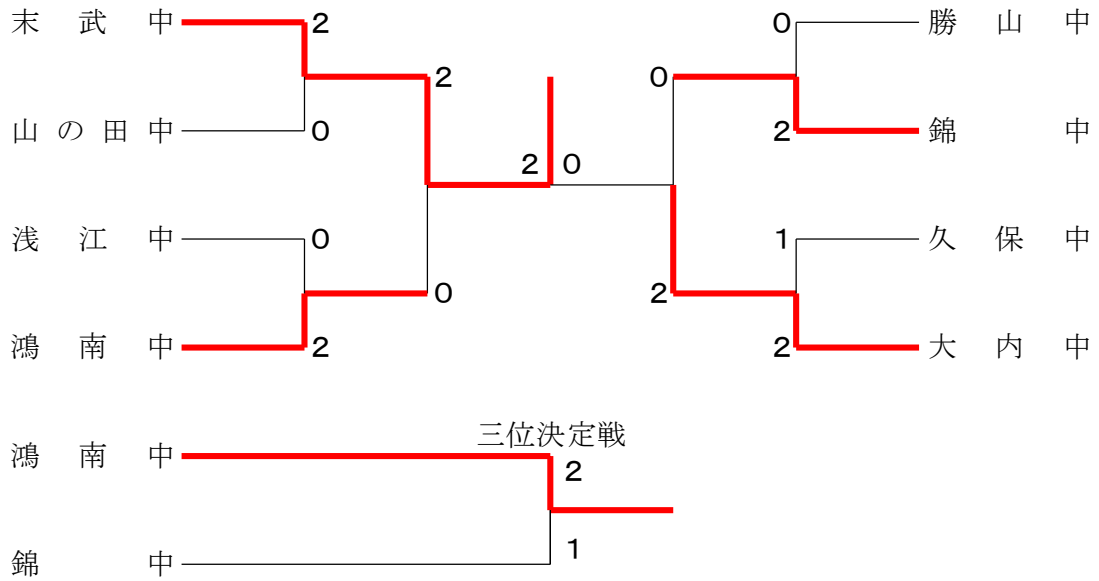 末武中 2 0 勝山中
2 0
山の田中 0 2 錦中
2 0
浅江中 0 1 久保中
0 2
鴻南中 2 2 大内中
三位決定戦
鴻南中
2
1
錦中